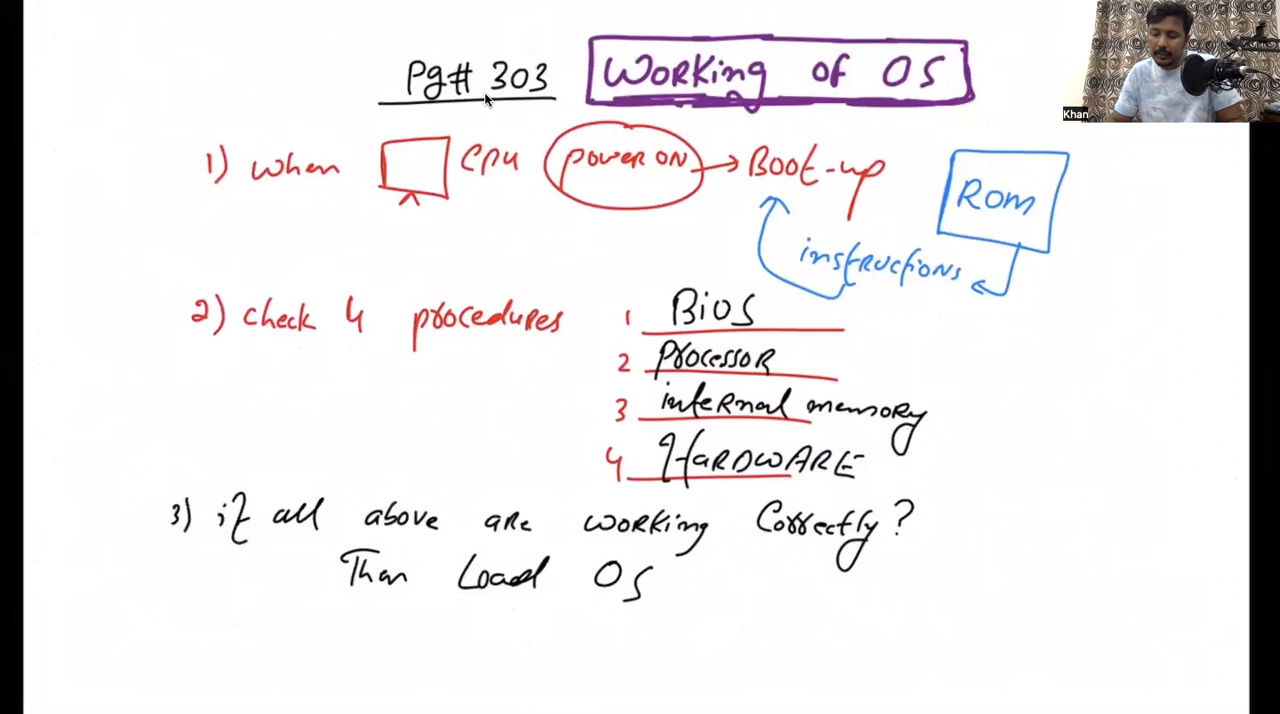 Pg# 303 Working of OS
Khan
1) when CPU power on Boot-up
ROM
instructions
2) check 4 procedures
1 BiOS
2 processor
3 internal memory
4 HARDWARE
3) if all above are working Correctly?
Then Load OS